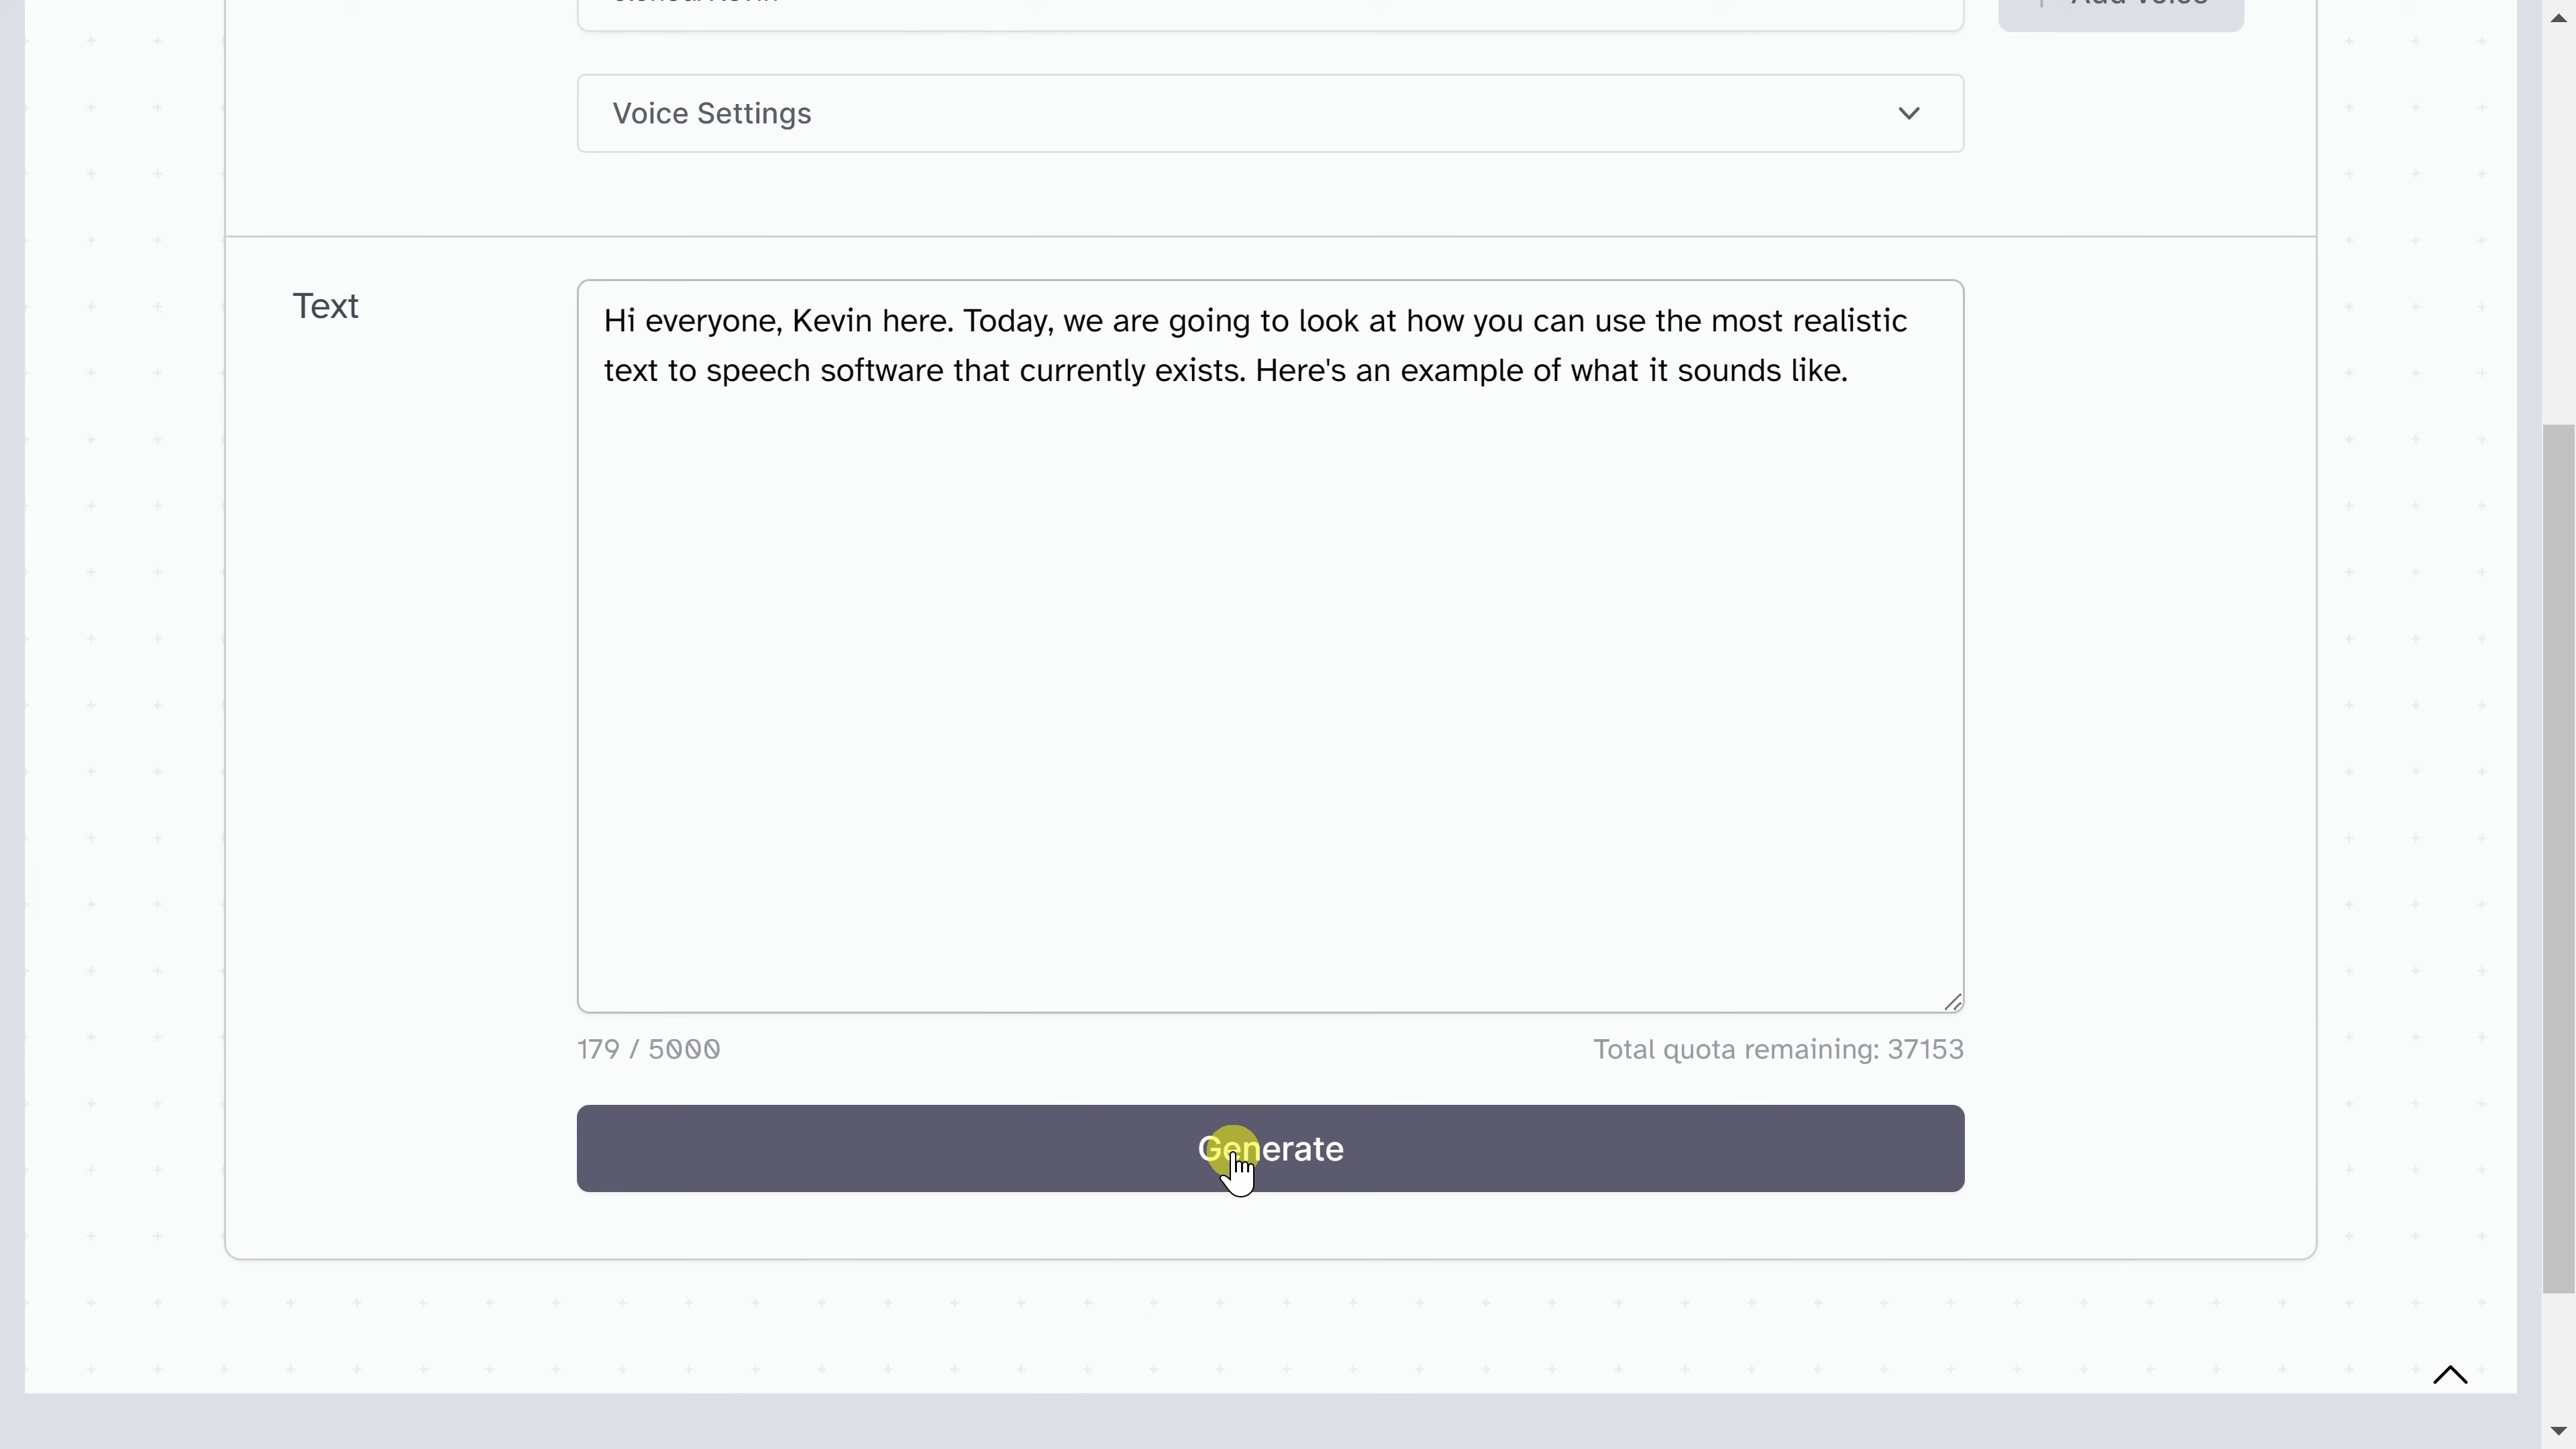 Voice Settings
Text
Hi everyone, Kevin here. Today, we are going to look at how you can use the most realistic
text to speech software that currently exists. Here's an example of what it sounds like.
179 / 5000
Total quota remaining: 37153
Generate